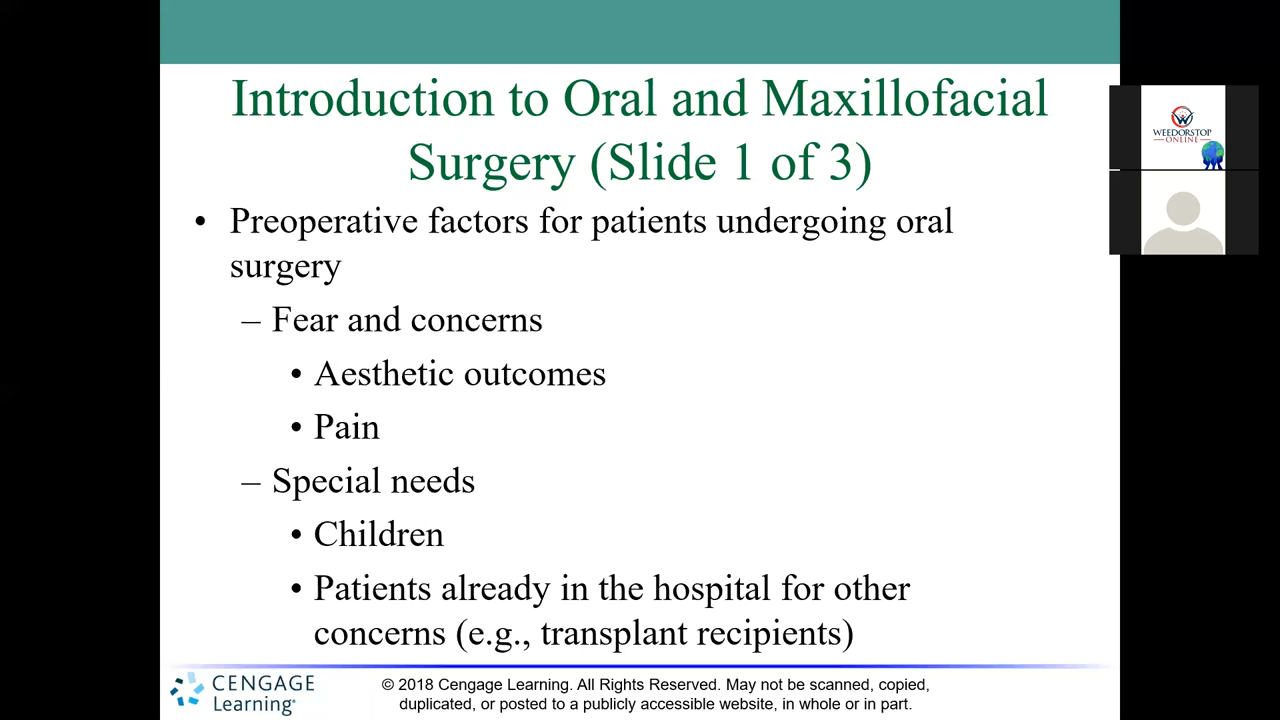 Introduction to Oral and Maxillofacial
Surgery (Slide 1 of 3)
• Preoperative factors for patients undergoing oral
surgery
– Fear and concerns
• Aesthetic outcomes
• Pain
– Special needs
• Children
• Patients already in the hospital for other
concerns (e.g., transplant recipients)
CENGAGE
Learning®
© 2018 Cengage Learning. All Rights Reserved. May not be scanned, copied,
duplicated, or posted to a publicly accessible website, in whole or in part.
WEEDORSTOP
ONLINE